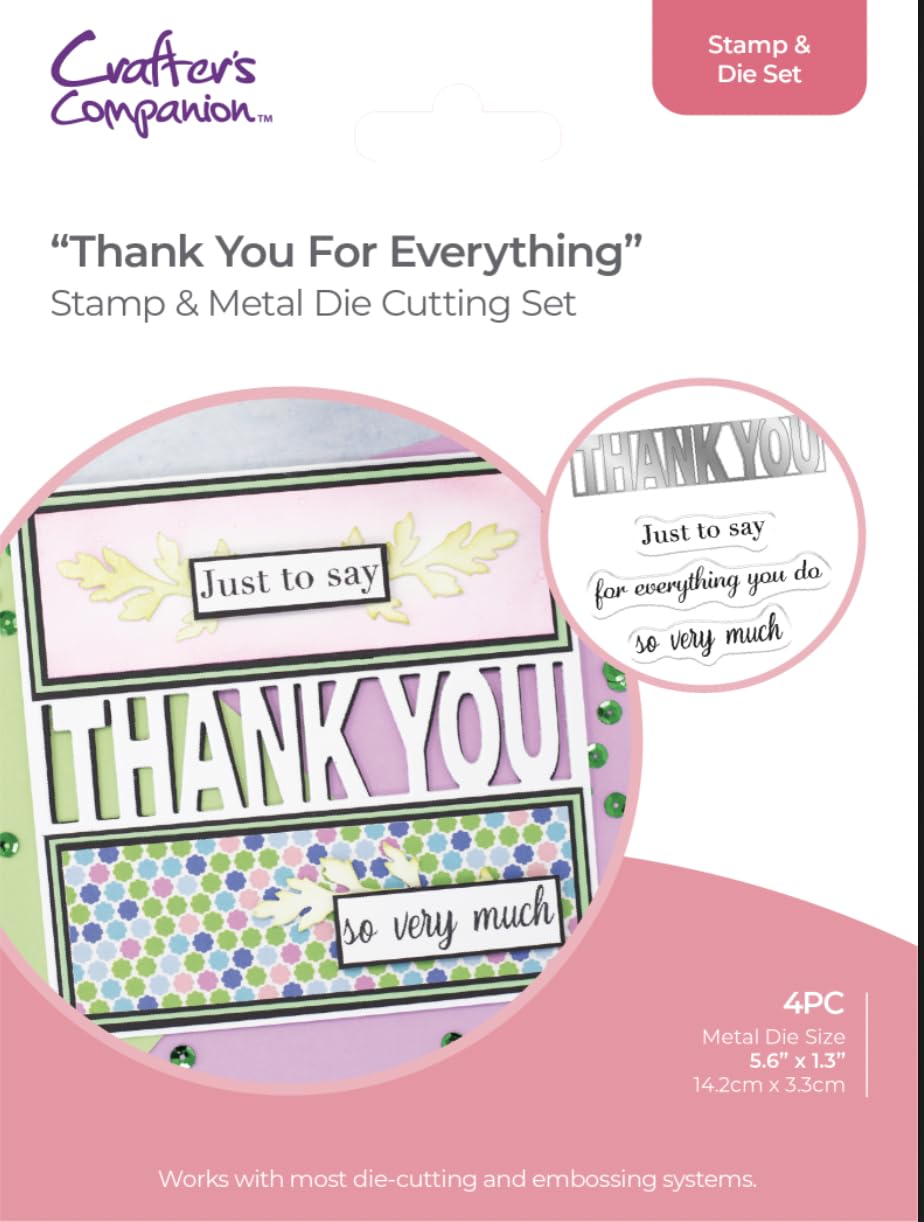 Crafter's
Companion™
Stamp &
Die Set
“Thank You For Everything”
Stamp & Metal Die Cutting Set
THANK YOU
Just to say
for everything you do
so very much
Just to say
THANK YOU
so very much
4PC
Metal Die Size
5.6” x 1.3”
14.2cm x 3.3cm
Works with most die-cutting and embossing systems.